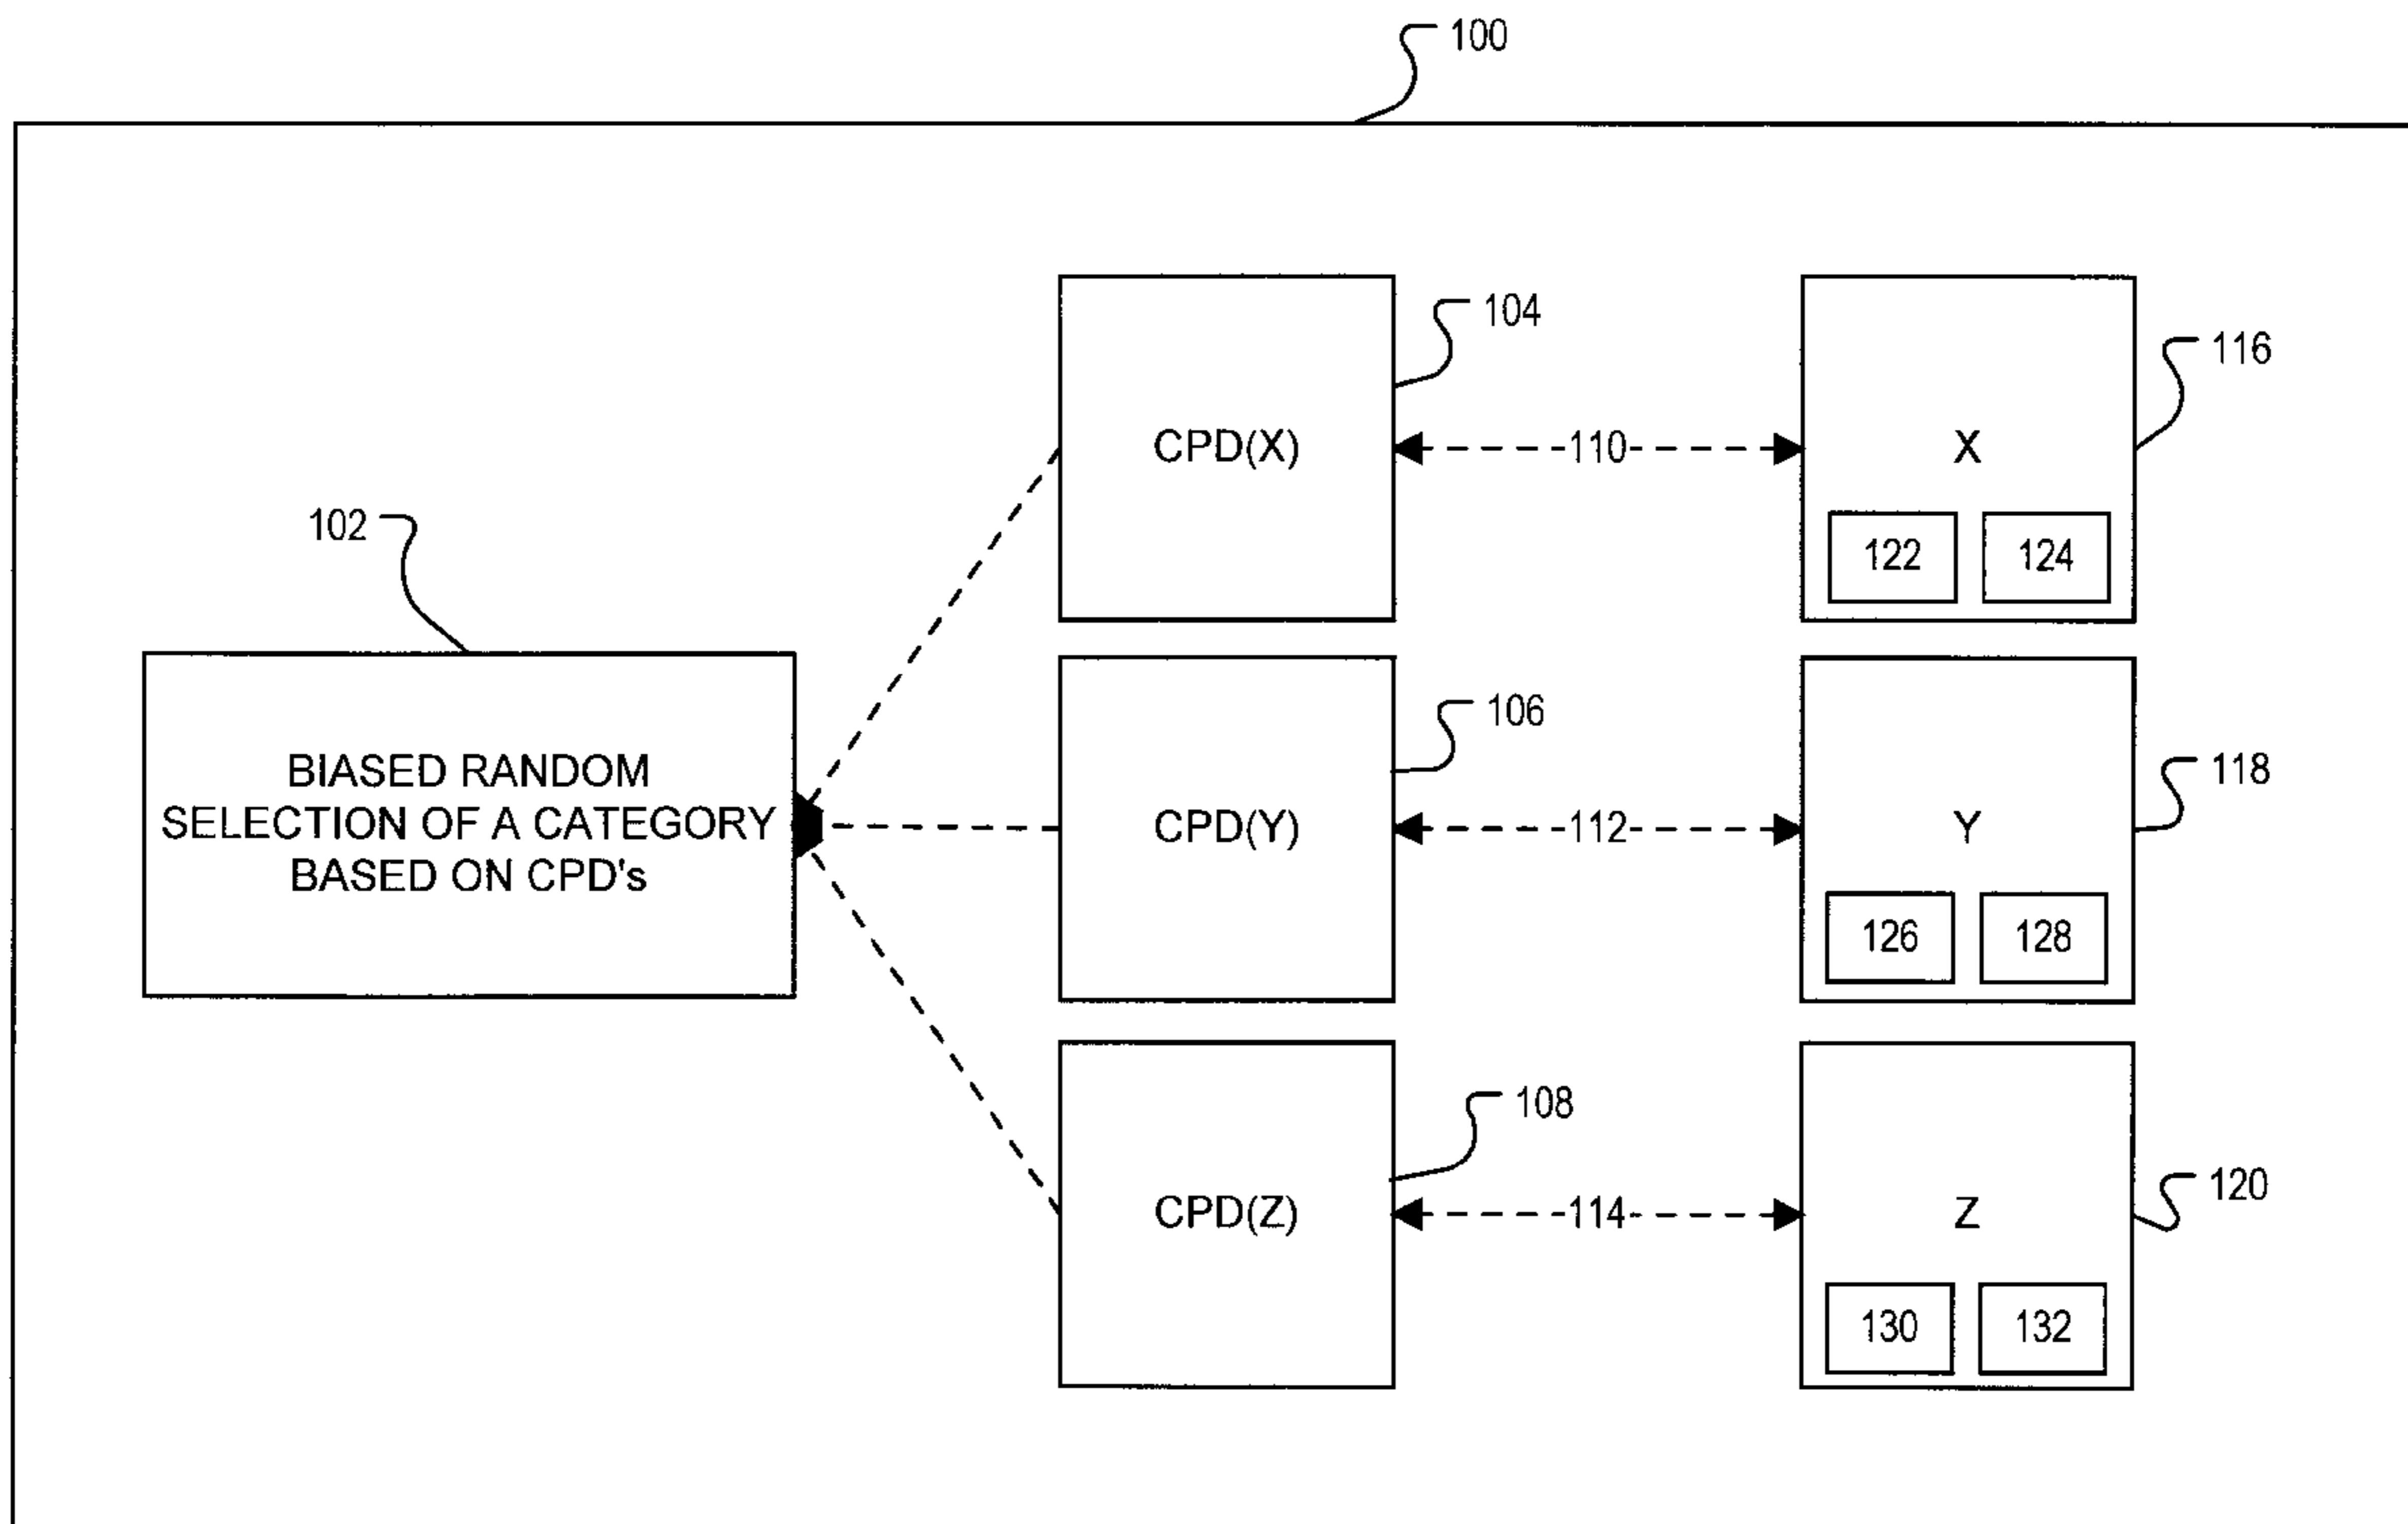 100
104
CPD(X)
110
X
116
122
124
102
BIASED RANDOM
SELECTION OF A CATEGORY
BASED ON CPD's
106
CPD(Y)
112
Y
118
126
128
108
CPD(Z)
114
Z
120
130
132